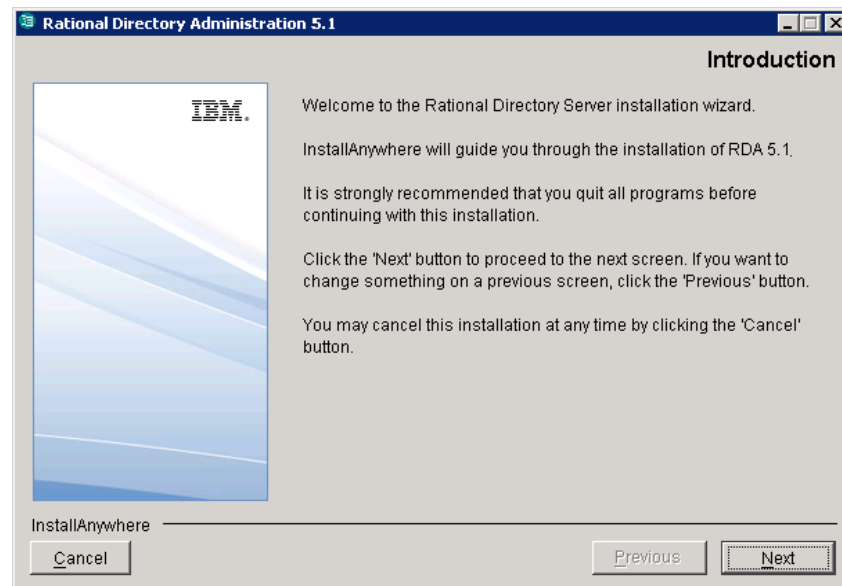 Rational Directory Administration 5.1
Introduction
IBM.
Welcome to the Rational Directory Server installation wizard.
InstallAnywhere will guide you through the installation of RDA 5.1.
It is strongly recommended that you quit all programs before
continuing with this installation.
Click the 'Next' button to proceed to the next screen. If you want to
change something on a previous screen, click the 'Previous' button.
You may cancel this installation at any time by clicking the 'Cancel'
button.
InstallAnywhere
Cancel
Previous
Next